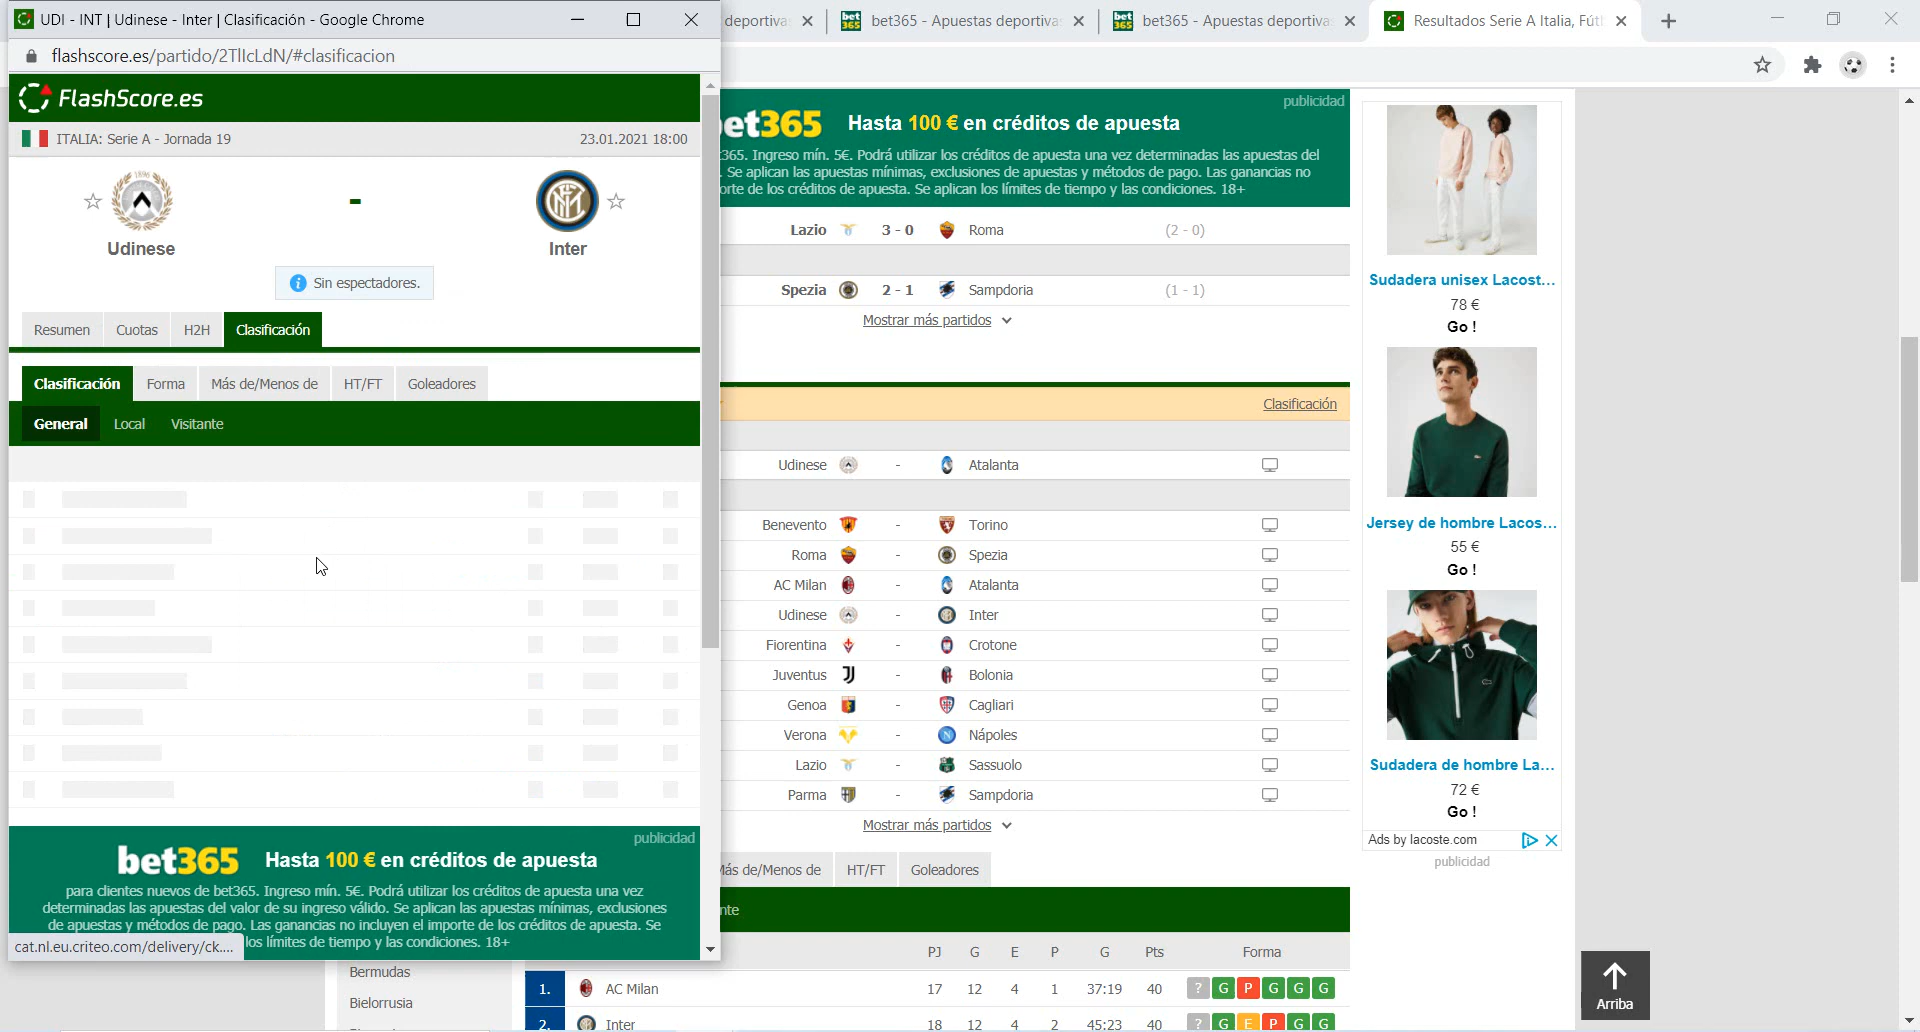 UDI - INT | Udinese - Inter | Clasificación - Google Chrome
flashscore.es/partido/2TlIcLdN/#clasificacion
FlashScore.es
ITALIA: Serie A - Jornada 19 23.01.2021 18:00
1896
-
Udinese Inter
Sin espectadores.
Resumen Cuotas H2H Clasificación
Clasificación Forma Más de/Menos de HT/FT Goleadores
General Local Visitante
publicidad
bet365 Hasta 100 € en créditos de apuesta
para clientes nuevos de bet365. Ingreso mín. 5€. Podrá utilizar los créditos de apuesta una vez
determinadas las apuestas del valor de su ingreso válido. Se aplican las apuestas mínimas, exclusiones
de apuestas y métodos de pago. Las ganancias no incluyen el importe de los créditos de apuesta. Se
los límites de tiempo y las condiciones. 18+
cat.nl.eu.criteo.com/delivery/ck....
deportiva
bet365 - Apuestas deportiva
bet365 - Apuestas deportiva
Resultados Serie A Italia, Fút
publicidad
et365 Hasta 100 € en créditos de apuesta
365. Ingreso mín. 5€. Podrá utilizar los créditos de apuesta una vez determinadas las apuestas del
. Se aplican las apuestas mínimas, exclusiones de apuestas y métodos de pago. Las ganancias no
orte de los créditos de apuesta. Se aplican los límites de tiempo y las condiciones. 18+
Lazio 3 - 0 Roma (2 - 0)
Spezia 2 - 1 Sampdoria (1 - 1)
Mostrar más partidos
Clasificación
Udinese - Atalanta
Benevento - Torino
Roma - Spezia
AC Milan - Atalanta
Udinese - Inter
Fiorentina - Crotone
Juventus - Bolonia
Genoa - Cagliari
Verona - Nápoles
Lazio - Sassuolo
Parma - Sampdoria
Mostrar más partidos
Más de/Menos de HT/FT Goleadores
nte
PJ G E P G Pts Forma
1. AC Milan 17 12 4 1 37:19 40 ? G P G G G
2. Inter 18 12 4 2 45:23 40 ? G E P G G
Bermudas
Bielorrusia
Sudadera unisex Lacost...
78 €
Go !
Jersey de hombre Lacos...
55 €
Go !
Sudadera de hombre La...
72 €
Go !
Ads by lacoste.com
publicidad
Arriba